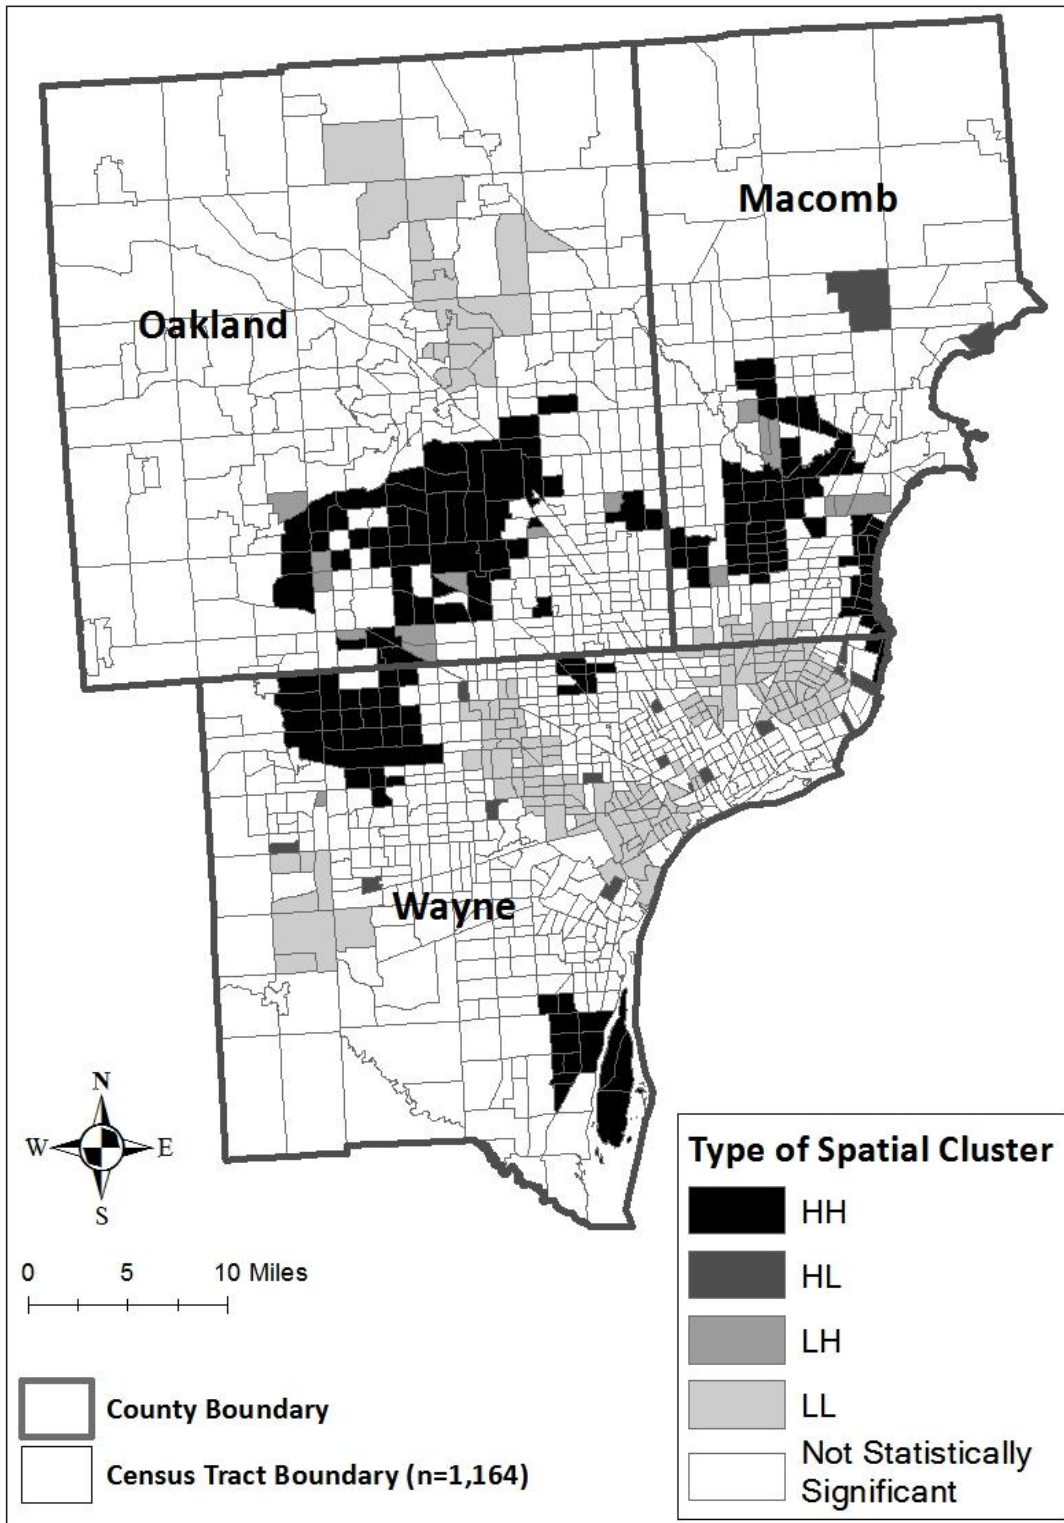 Macomb
Oakland
Wayne
N
W E
S
0 5 10 Miles
County Boundary
Census Tract Boundary (n=1,164)
Type of Spatial Cluster
HH
HL
LH
LL
Not Statistically
Significant